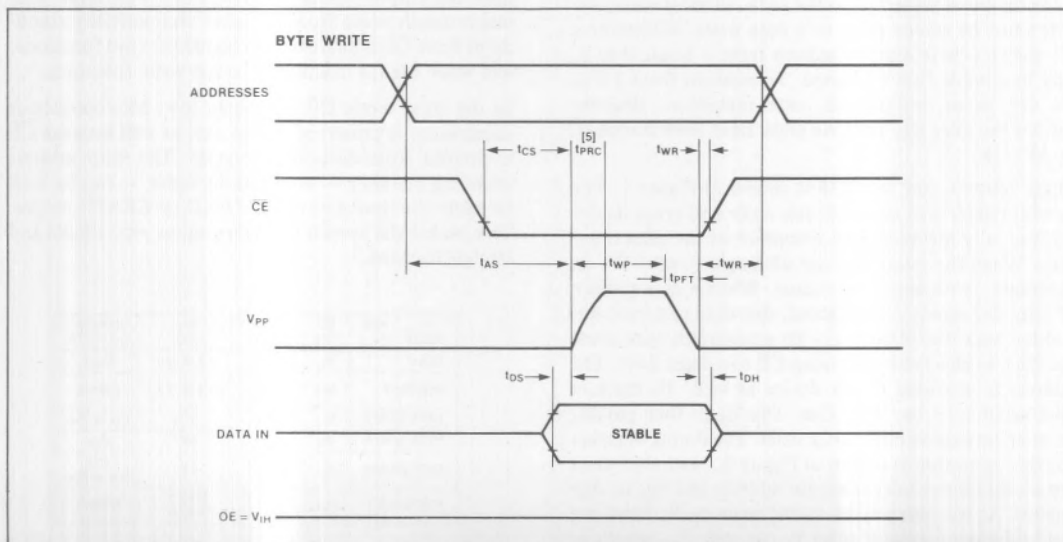 BYTE WRITE
ADDRESSES
[5]
tCS tPRC tWR
CE
tAS tWP tWR
tPFT
VPP
tDS tDH
DATA IN STABLE
OE = VIH